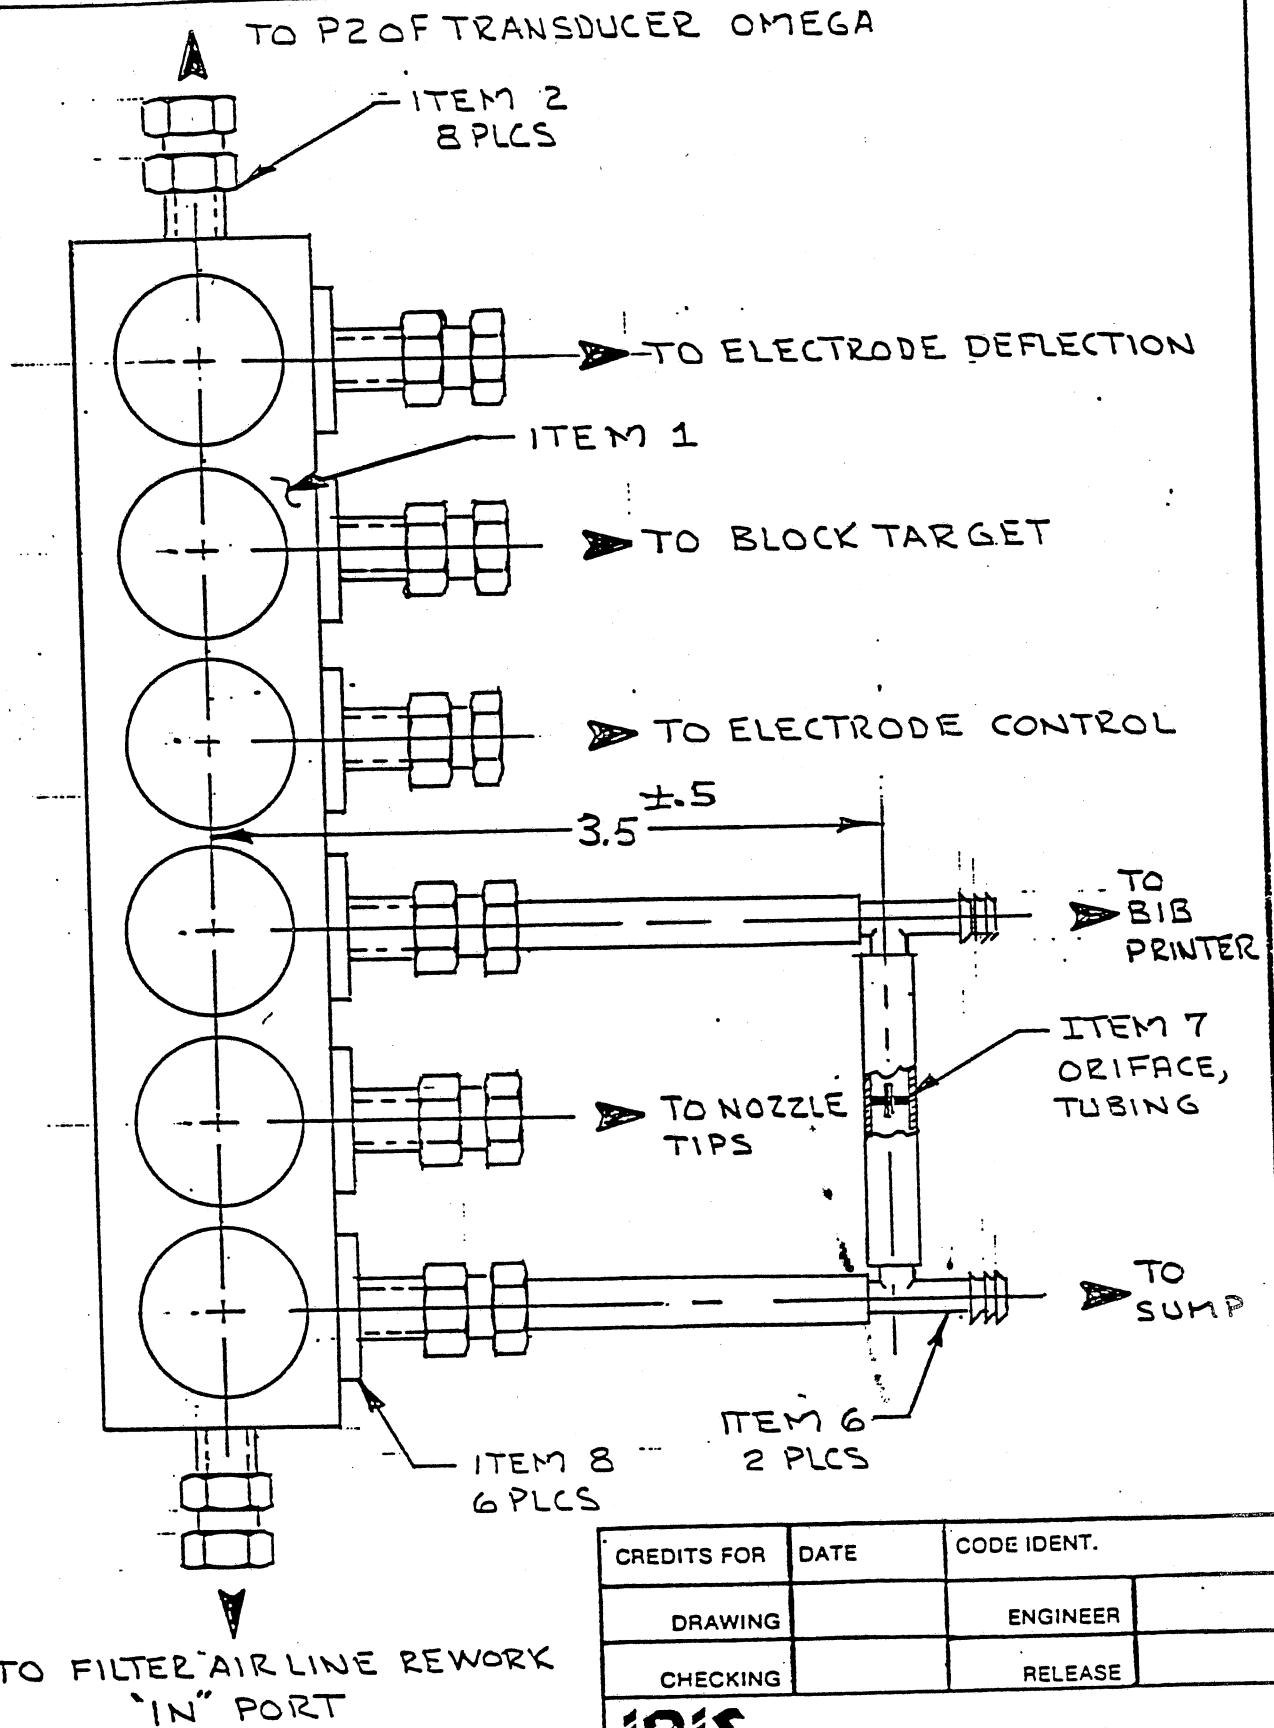 TO P2 OF TRANSDUCER OMEGA
ITEM 2
8 PLCS
TO ELECTRODE DEFLECTION
ITEM 1
TO BLOCK TARGET
TO ELECTRODE CONTROL
±.5
3.5
TO
BIB
PRINTER
ITEM 7
ORIFACE,
TUBING
TO NOZZLE
TIPS
TO
SUMP
ITEM 6
2 PLCS
ITEM 8
6 PLCS
CREDITS FOR DATE CODE IDENT.
DRAWING ENGINEER
CHECKING RELEASE
TO FILTER AIR LINE REWORK
"IN" PORT